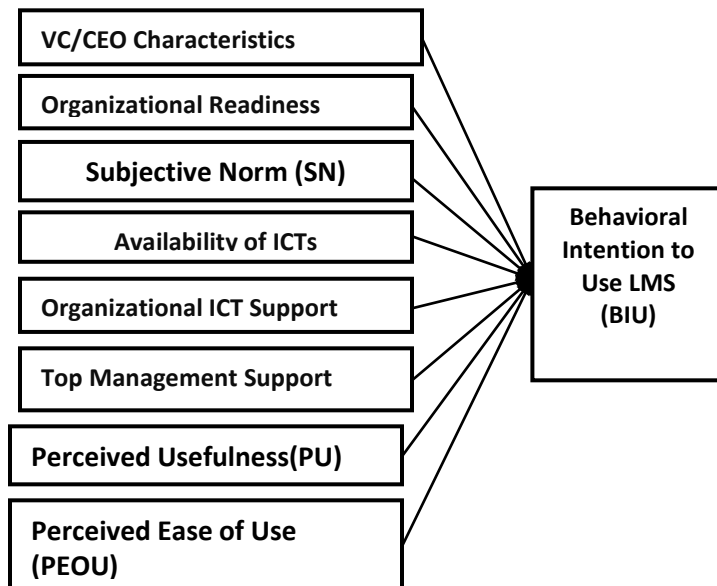 VC/CEO Characteristics
Organizational Readiness
Subjective Norm (SN)
Availability of ICTs
Organizational ICT Support
Top Management Support
Perceived Usefulness(PU)
Perceived Ease of Use
(PEOU)
Behavioral
Intention to
Use LMS
(BIU)